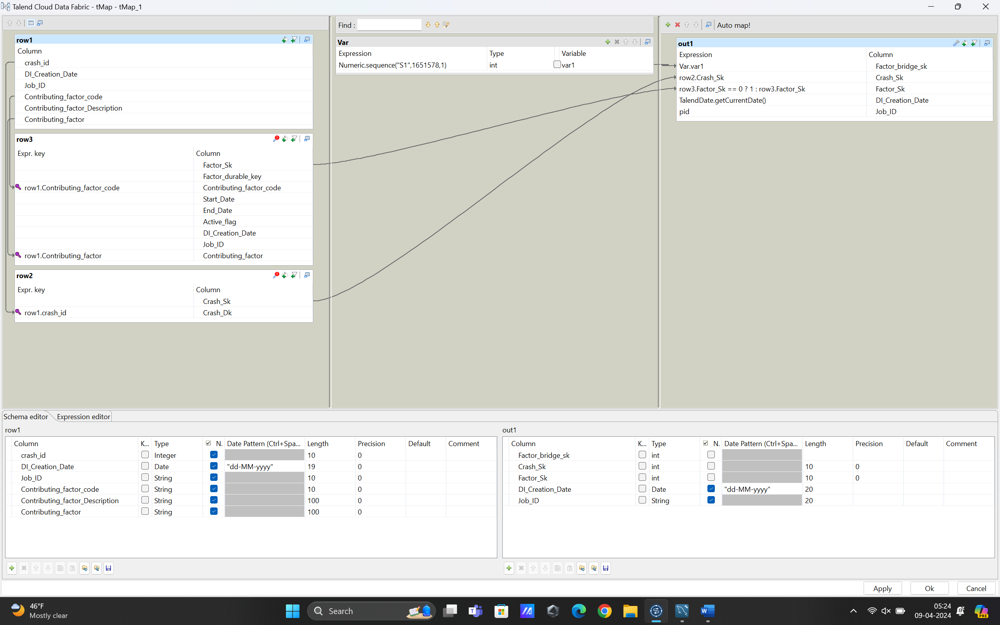 Talend Cloud Data Fabric - tMap - tMap_1
row1
Column
crash_id
DI_Creation_Date
Job_ID
Contributing_factor_code
Contributing_factor_Description
Contributing_factor
row3
Expr. key Column
Factor_Sk
Factor_durable_key
row1.Contributing_factor_code Contributing_factor_code
Start_Date
End_Date
Active_flag
DI_Creation_Date
Job_ID
row1.Contributing_factor Contributing_factor
row2
Expr. key Column
Crash_Sk
row1.crash_id Crash_Dk
Find :
Var
Expression Type Variable
Numeric.sequence("S1",1651578,1) int var1
Auto map!
out1
Expression Column
Var.var1 Factor_bridge_sk
row2.Crash_Sk Crash_Sk
row3.Factor_Sk == 0 ? 1 : row3.Factor_Sk Factor_Sk
TalendDate.getCurrentDate() DI_Creation_Date
pid Job_ID
Schema editor Expression editor
row1
Column K... Type N. Date Pattern (Ctrl+Spa... Length Precision Default Comment
crash_id Integer 10 0
DI_Creation_Date Date "dd-MM-yyyy" 19 0
Job_ID String 10 0
Contributing_factor_code String 10 0
Contributing_factor_Description String 100 0
Contributing_factor String 100 0
out1
Column K... Type N. Date Pattern (Ctrl+Spa... Length Precision Default Comment
Factor_bridge_sk int
Crash_Sk int 10 0
Factor_Sk int 10 0
DI_Creation_Date Date "dd-MM-yyyy" 20
Job_ID String 20
Apply Ok Cancel
46°F
Mostly clear
Search
05:24
09-04-2024
PRE